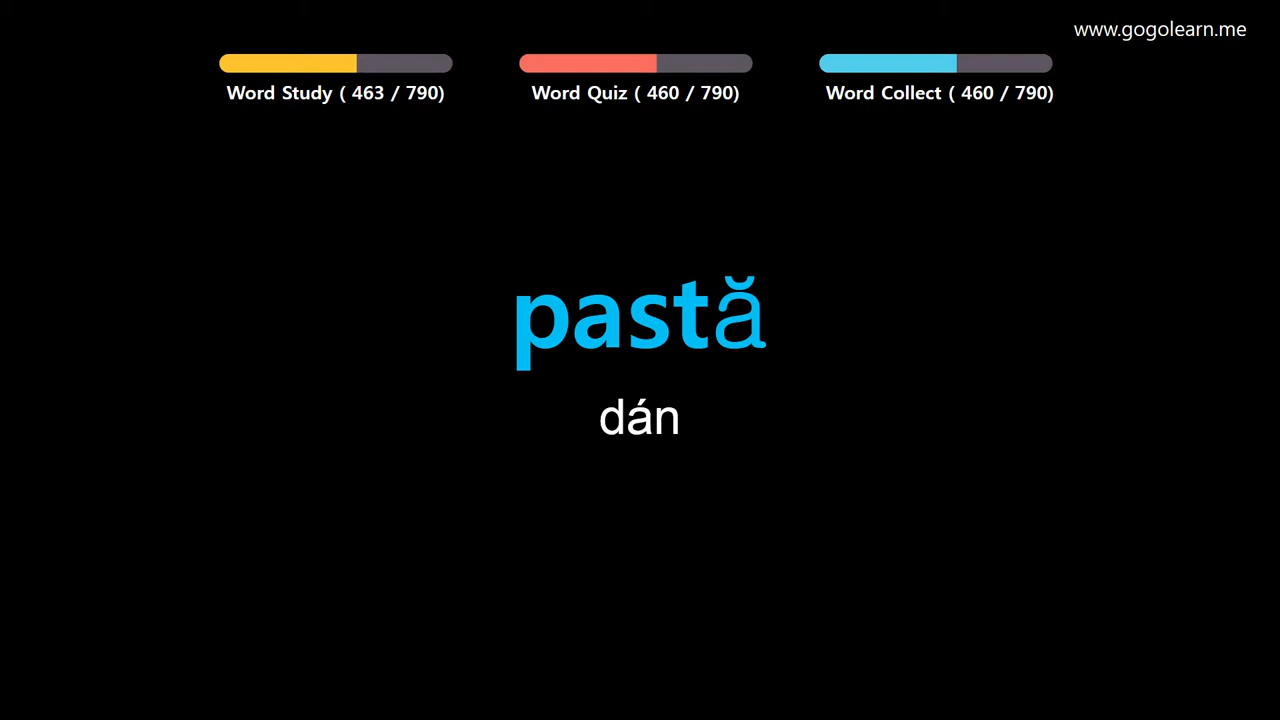 www.gogolearn.me
Word Study ( 463 / 790)
Word Quiz ( 460 / 790)
Word Collect ( 460 / 790)
pastă
dán